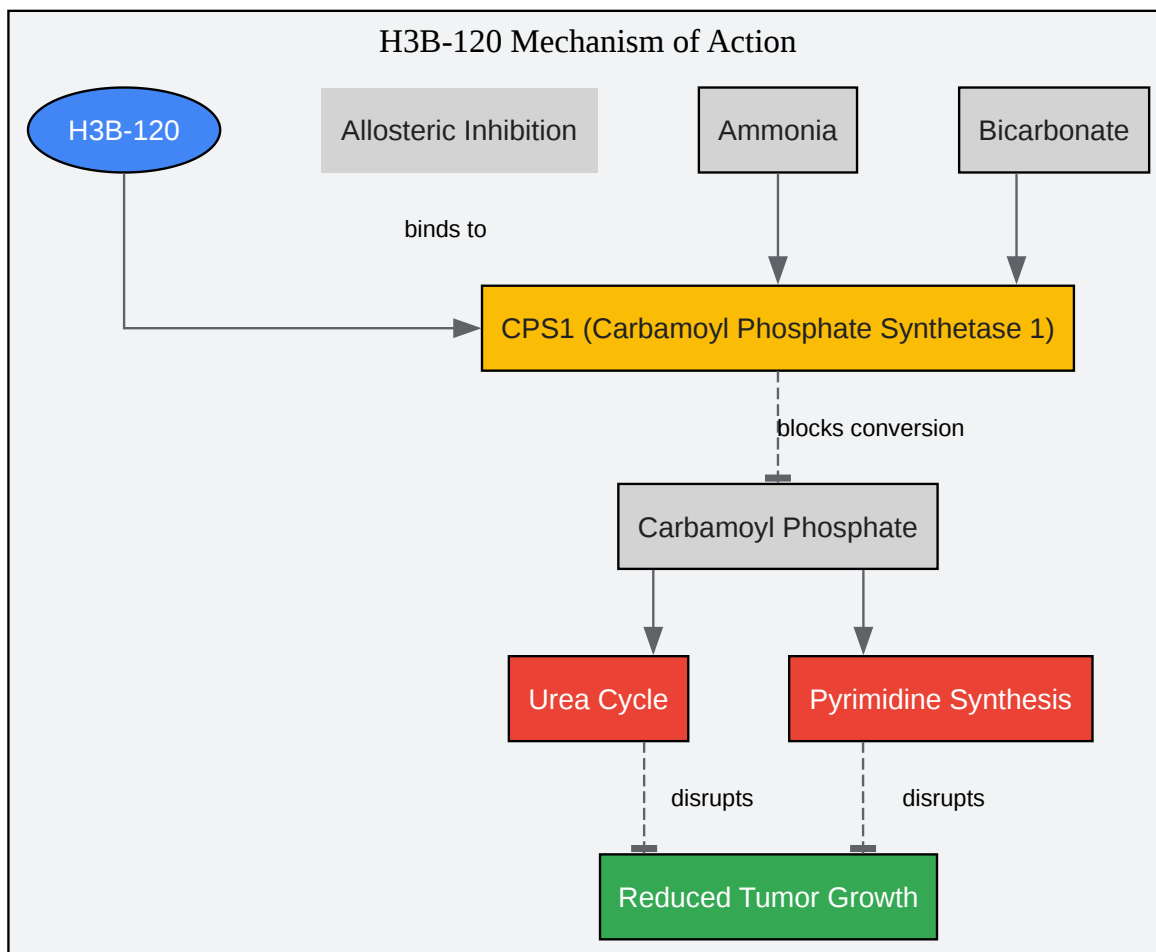 H3B-120 Mechanism of Action
H3B-120
Allosteric Inhibition
Ammonia
Bicarbonate
binds to
CPS1 (Carbamoyl Phosphate Synthetase 1)
blocks conversion
Carbamoyl Phosphate
Urea Cycle
Pyrimidine Synthesis
disrupts
disrupts
Reduced Tumor Growth